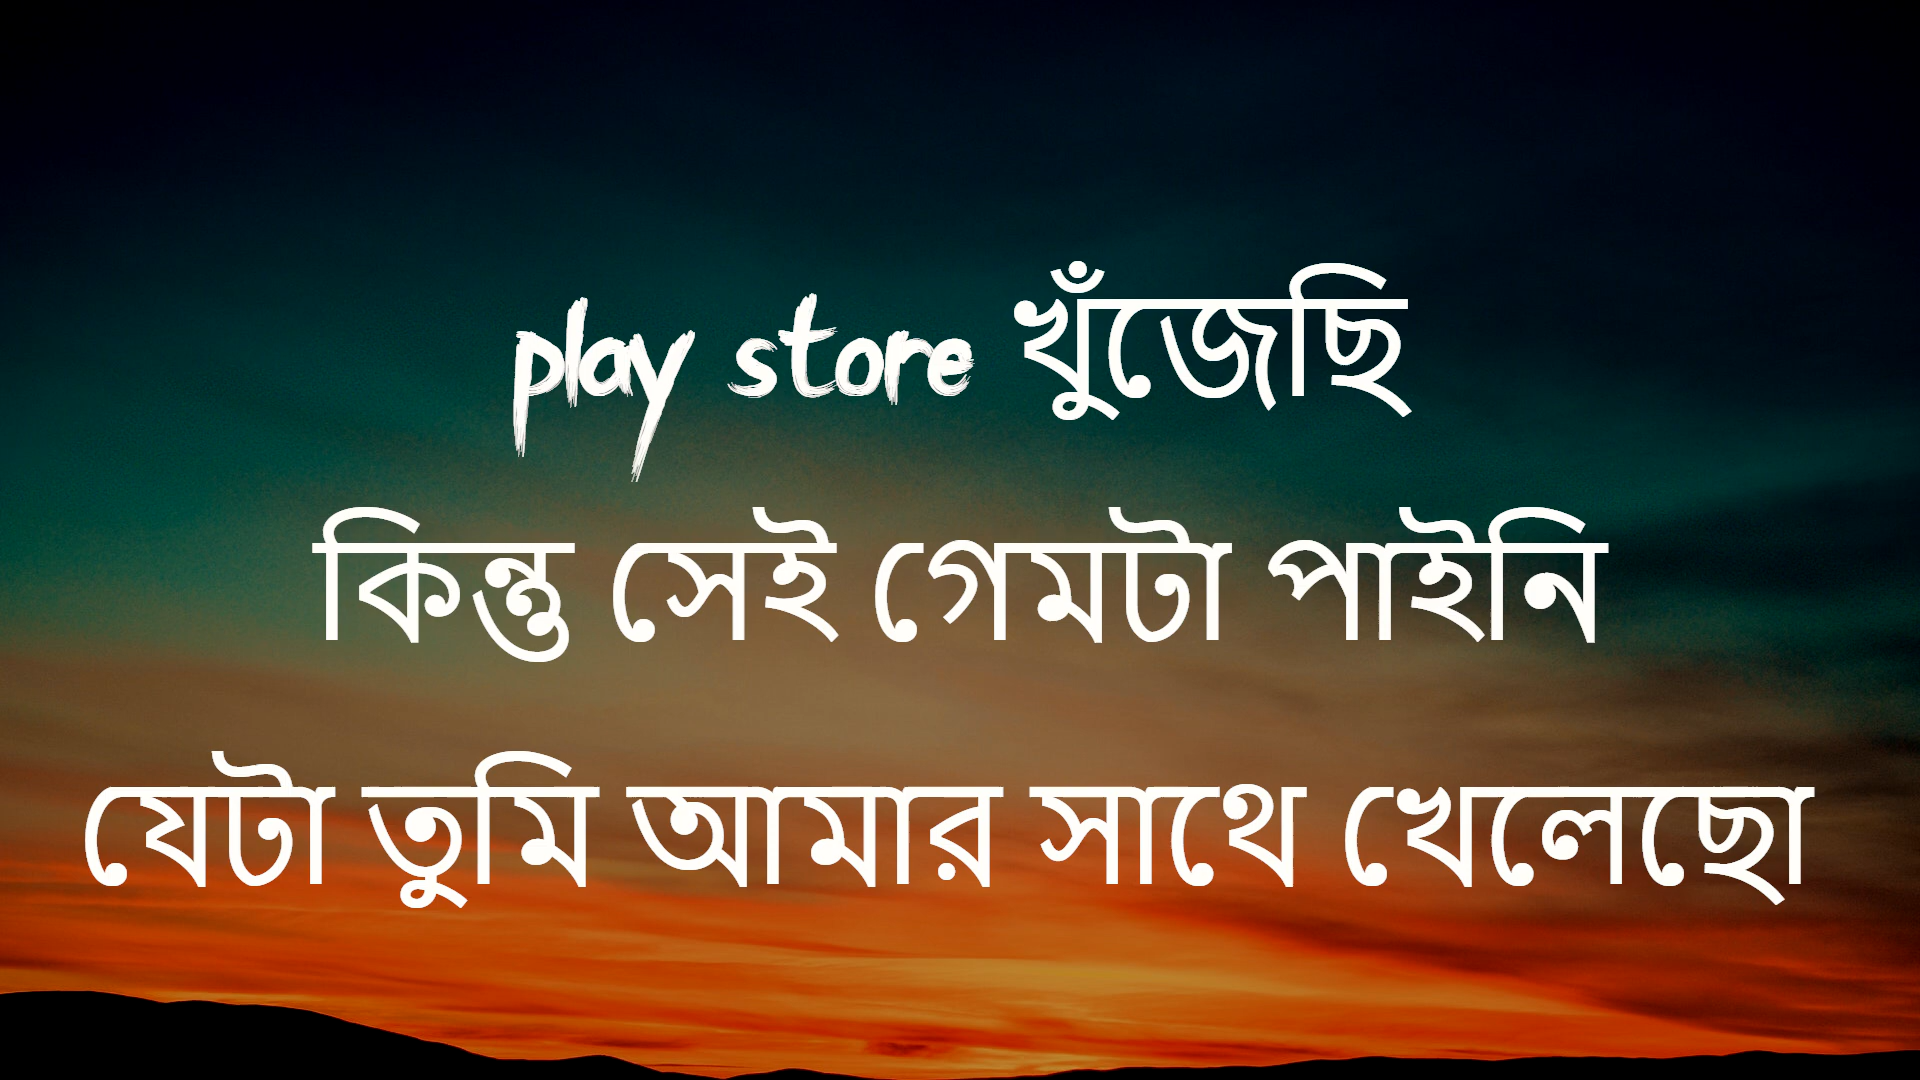 play store খুঁজেছি
কিন্তু সেই গেমটা পাইনি
যেটা তুমি আমার সাথে খেলেছো